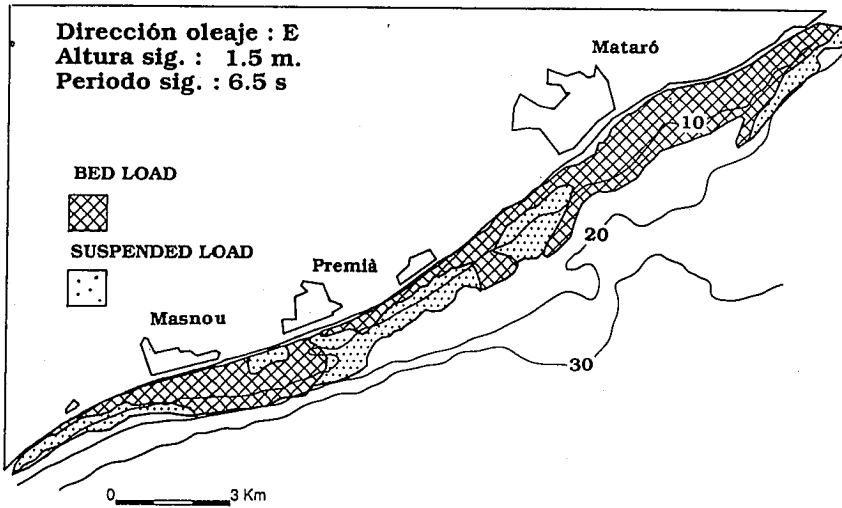 Dirección oleaje : E
Altura sig. : 1.5 m.
Periodo sig. : 6.5 s
Mataró
10
BED LOAD
20
SUSPENDED LOAD
Premià
Masnou
30
0 3 Km